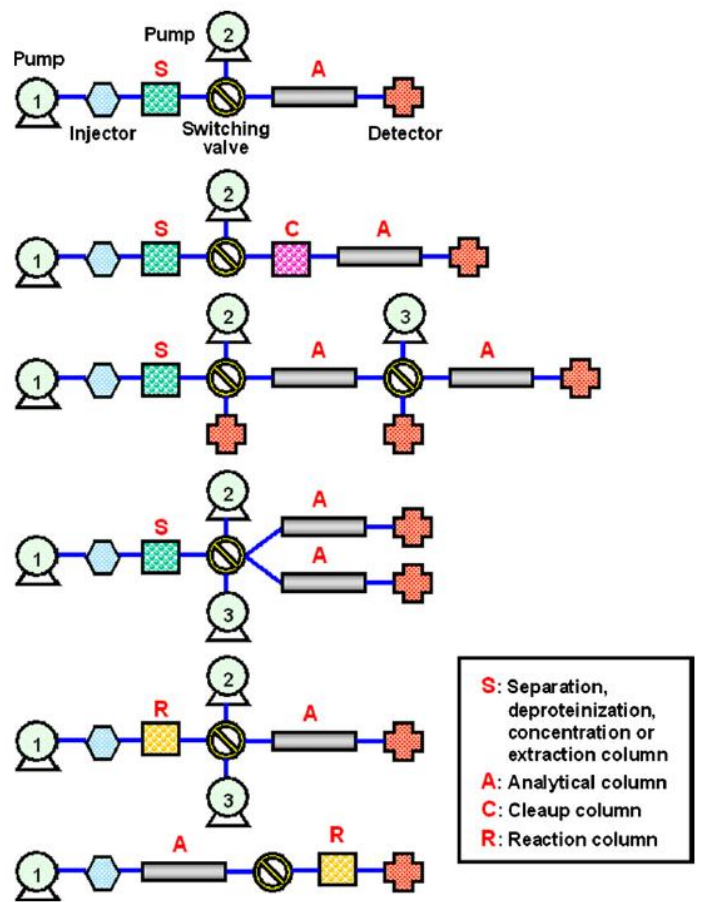 Pump
2
Pump
S
A
1
Injector
Switching
valve
Detector
2
S
C
A
1
2
3
S
A
A
1
2
A
S
1
A
3
2
R
A
1
3
A
R
1
S: Separation,
deproteinization,
concentration or
extraction column
A: Analytical column
C: Cleaup column
R: Reaction column